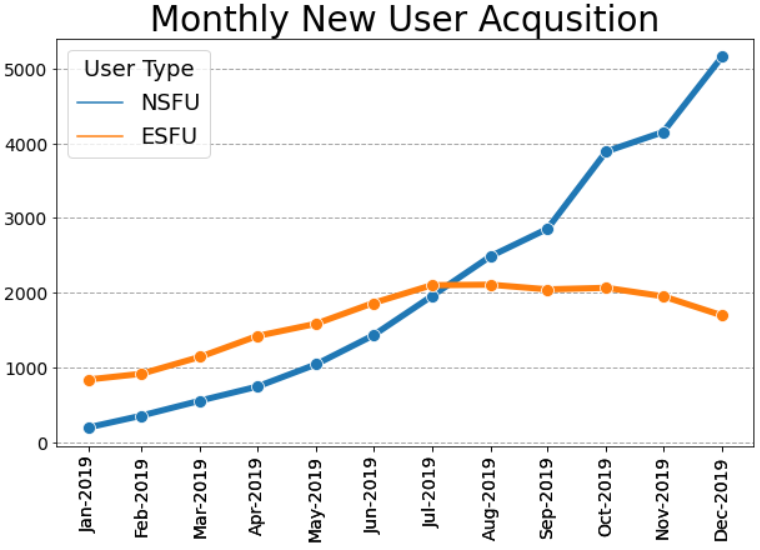 Monthly New User Acqusition
User Type
NSFU
ESFU
5000
4000
3000
2000
1000
0
Jan-2019
Feb-2019
Mar-2019
Apr-2019
May-2019
Jun-2019
Jul-2019
Aug-2019
Sep-2019
Oct-2019
Nov-2019
Dec-2019